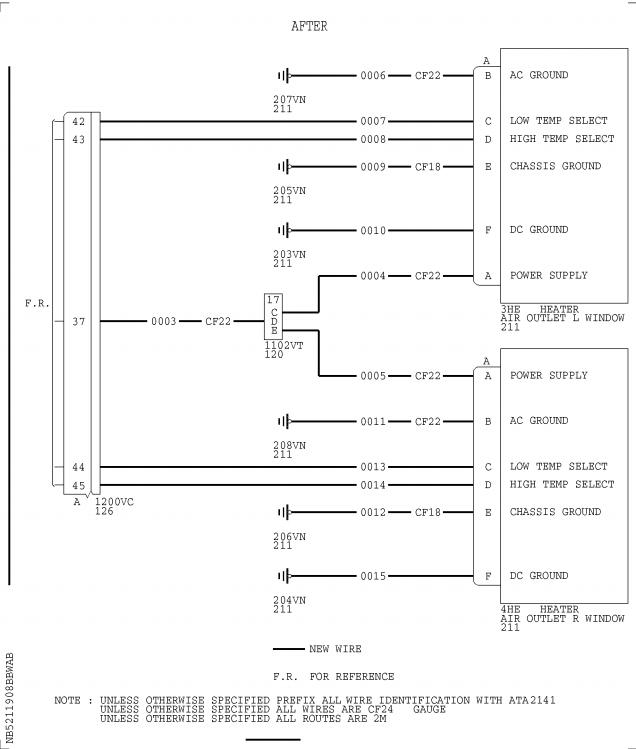 AFTER
A
0006 CF22 B AC GROUND
207VN
211
42 0007 C LOW TEMP SELECT
43 0008 D HIGH TEMP SELECT
0009 CF18 E CHASSIS GROUND
205VN
211
0010 F DC GROUND
203VN
211
0004 CF22 A POWER SUPPLY
F.R.
17
C
D
E
37 0003 CF22
3HE HEATER
AIR OUTLET L WINDOW
211
1102VT
120
A
0005 CF22 A POWER SUPPLY
0011 CF22 B AC GROUND
208VN
211
44 0013 C LOW TEMP SELECT
45 0014 D HIGH TEMP SELECT
A 1200VC
126
0012 CF18 E CHASSIS GROUND
206VN
211
0015 F DC GROUND
204VN
211
4HE HEATER
AIR OUTLET R WINDOW
211
NEW WIRE
F.R. FOR REFERENCE
NOTE : UNLESS OTHERWISE SPECIFIED PREFIX ALL WIRE IDENTIFICATION WITH ATA2141
UNLESS OTHERWISE SPECIFIED ALL WIRES ARE CF24 GAUGE
UNLESS OTHERWISE SPECIFIED ALL ROUTES ARE 2M
NB5211908BBWAB